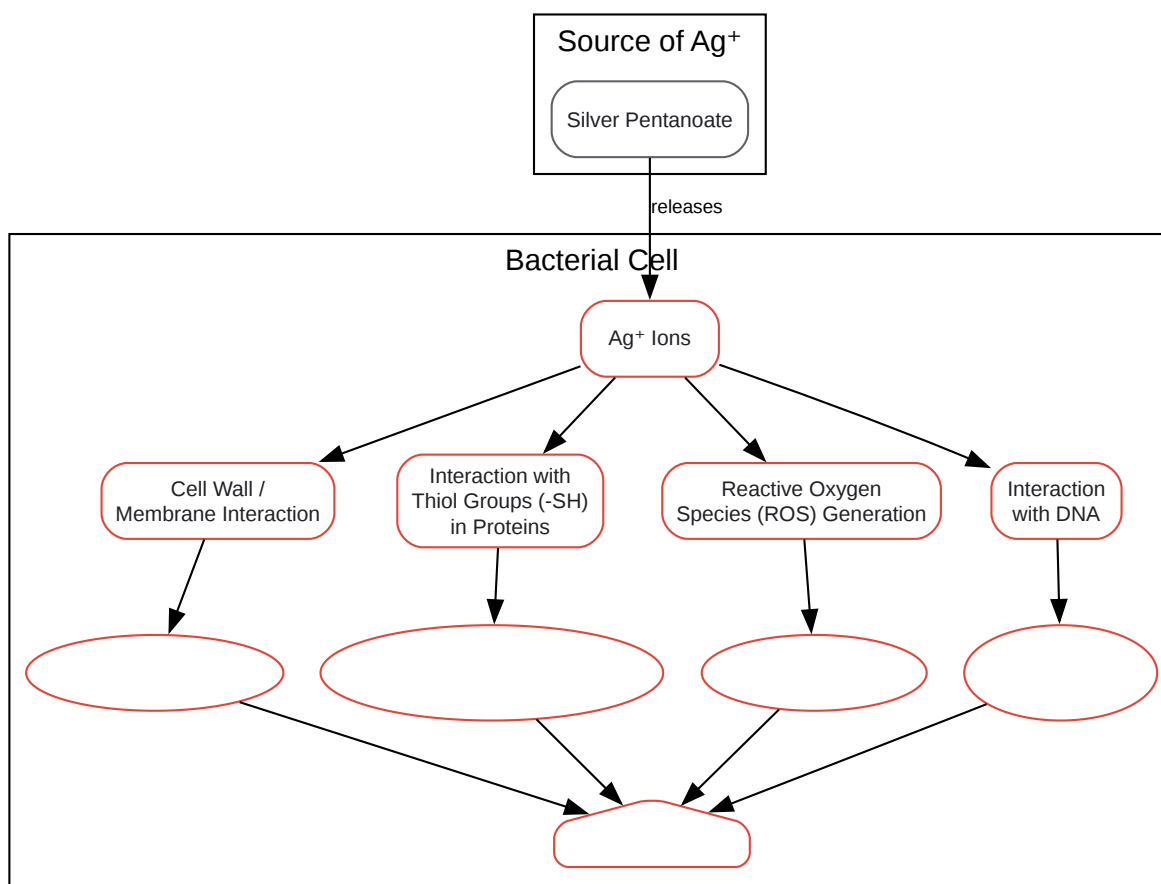 Source of Ag⁺
Silver Pentanoate
releases
Bacterial Cell
Ag⁺ Ions
Cell Wall /
Membrane Interaction
Interaction with
Thiol Groups (-SH)
in Proteins
Reactive Oxygen
Species (ROS) Generation
Interaction
with DNA